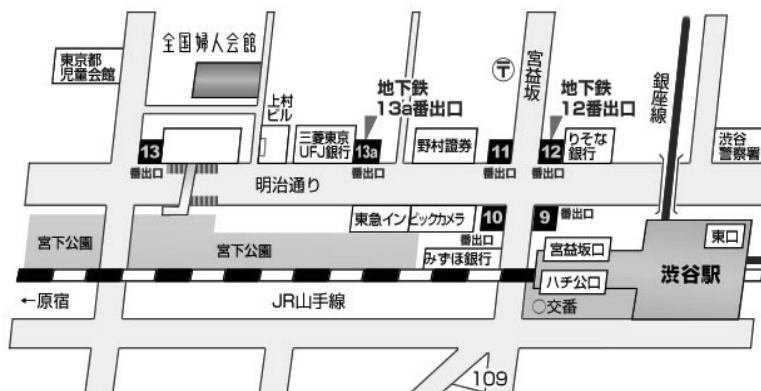 全国婦人会館
東京都
児童会館
上村
ビル
地下鉄
13a番出口
宮益坂
〒
地下鉄
12番出口
銀座線
13
番出口
三菱東京
UFJ銀行
13a
番出口
野村證券
11
番出口
12
番出口
りそな
銀行
渋谷
警察署
明治通り
東急イン
ビックカメラ
10
番出口
9
番出口
宮下公園
宮下公園
みずほ銀行
宮益坂口
東口
渋谷駅
ハチ公口
←原宿
JR山手線
○交番
109